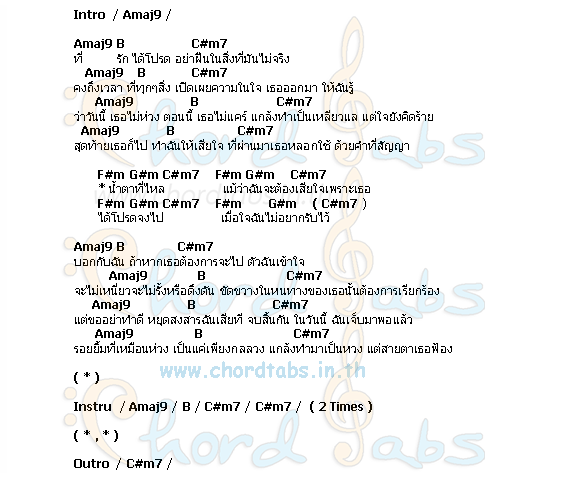 Intro / Amaj9 /
Amaj9 B C#m7
ที่ รัก ได้โปรด อย่าฝืนในสิ่งที่มันไม่จริง
Amaj9 B C#m7
คงถึงเวลา ที่ทุกๆสิ่ง เปิดเผยความในใจ เธอออกมา ให้ฉันรู้
Amaj9 B C#m7
ว่าวันนี้ เธอไม่ห่วง ตอนนี้ เธอไม่แคร์ แกล้งทำเป็นเหลียวแล แต่ใจยังคิดร้าย
Amaj9 B C#m7
สุดท้ายเธอก็ไป ทำฉันให้เสียใจ ที่ผ่านมาเธอหลอกใช้ ด้วยคำที่สัญญา
F#m G#m C#m7 F#m G#m C#m7
* น้ำตาที่ไหล แม้ว่าฉันจะต้องเสียใจเพราะเธอ
F#m G#m C#m7 F#m G#m ( C#m7 )
ได้โปรดจงไป เมื่อใจฉันไม่อยากรับไว้
Amaj9 B C#m7
บอกกับฉัน ถ้าหากเธอต้องการจะไป ตัวฉันเข้าใจ
Amaj9 B C#m7
จะไม่เหนี่ยวจะไม่รั้งหรือดึงดัน ขัดขวางในหนทางของเธอนั้นต้องการเรียกร้อง
Amaj9 B C#m7
แต่ขออย่าทำดี หยุดสงสารฉันเสียที จบสิ้นกัน ในวันนี้ ฉันเจ็บมาพอแล้ว
Amaj9 B C#m7
รอยยิ้มที่เหมือนห่วง เป็นแค่เพียงกลลวง แกล้งทำมาเป็นหวง แต่สายตาเธอฟ้อง
( * )
www.chordtabs.in.th
Instru / Amaj9 / B / C#m7 / C#m7 / ( 2 Times )
( * , * )
Outro / C#m7 /